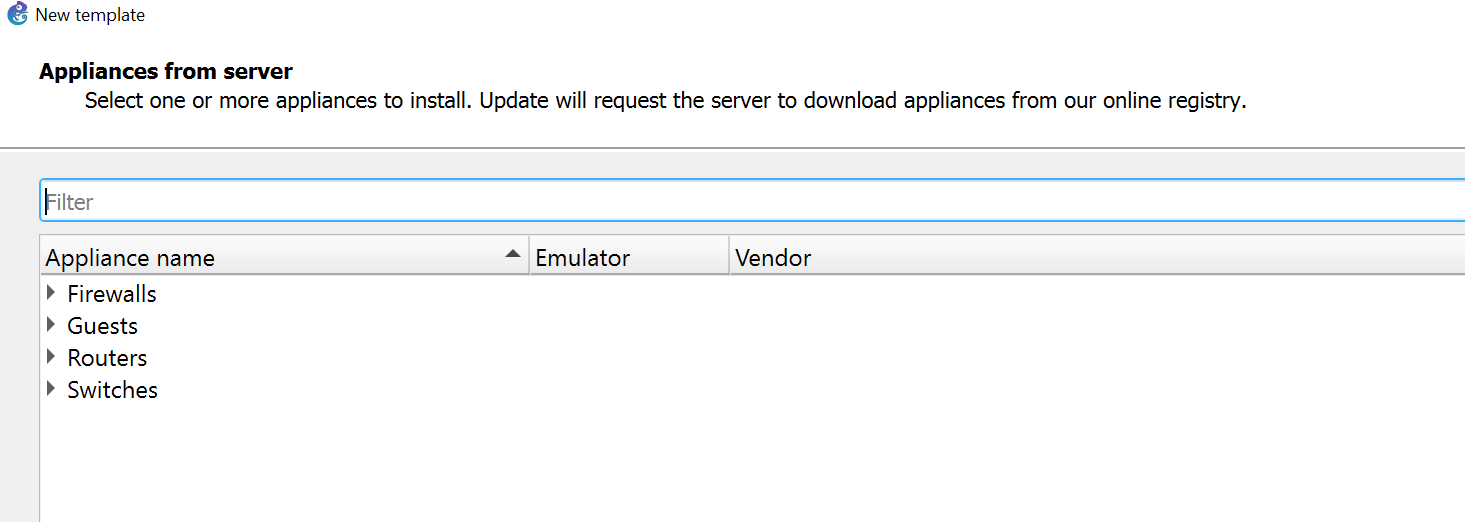 New template
Appliances from server
Select one or more appliances to install. Update will request the server to download appliances from our online registry.
Filter
Appliance name Emulator Vendor
Firewalls
Guests
Routers
Switches